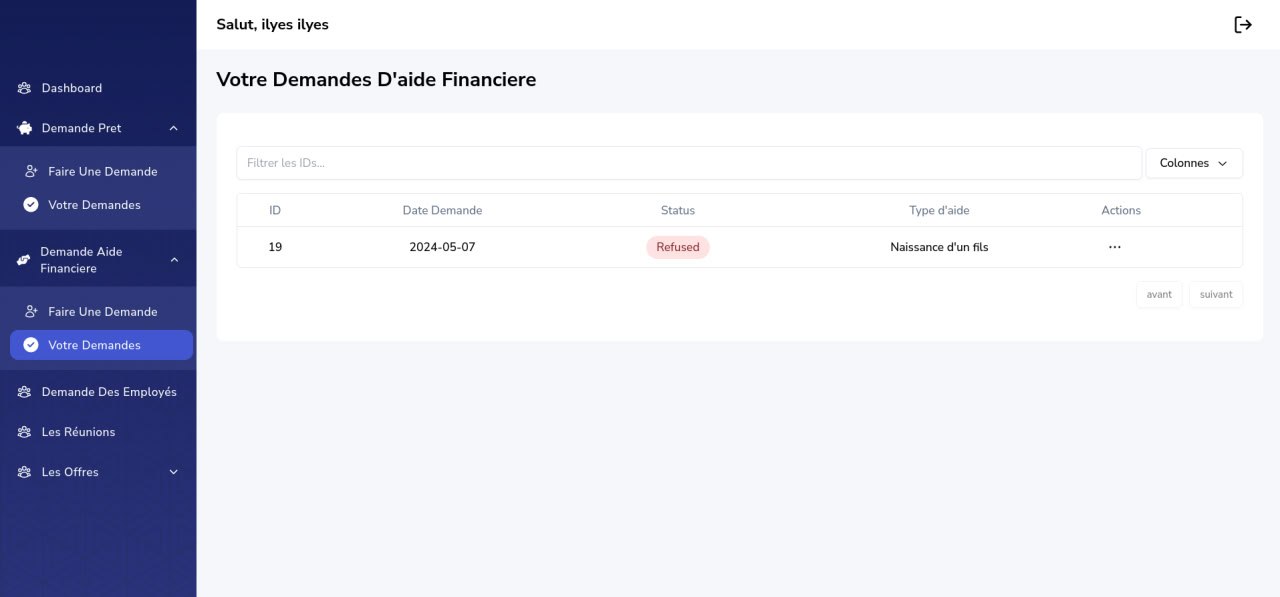 Salut, ilyes ilyes
Dashboard
Demande Pret
Faire Une Demande
Votre Demandes
Demande Aide
Financiere
Faire Une Demande
Votre Demandes
Demande Des Employés
Les Réunions
Les Offres
Votre Demandes D'aide Financiere
Filtrer les IDs...
Colonnes
ID Date Demande Status Type d'aide Actions
19 2024-05-07 Refused Naissance d'un fils ...
avant suivant